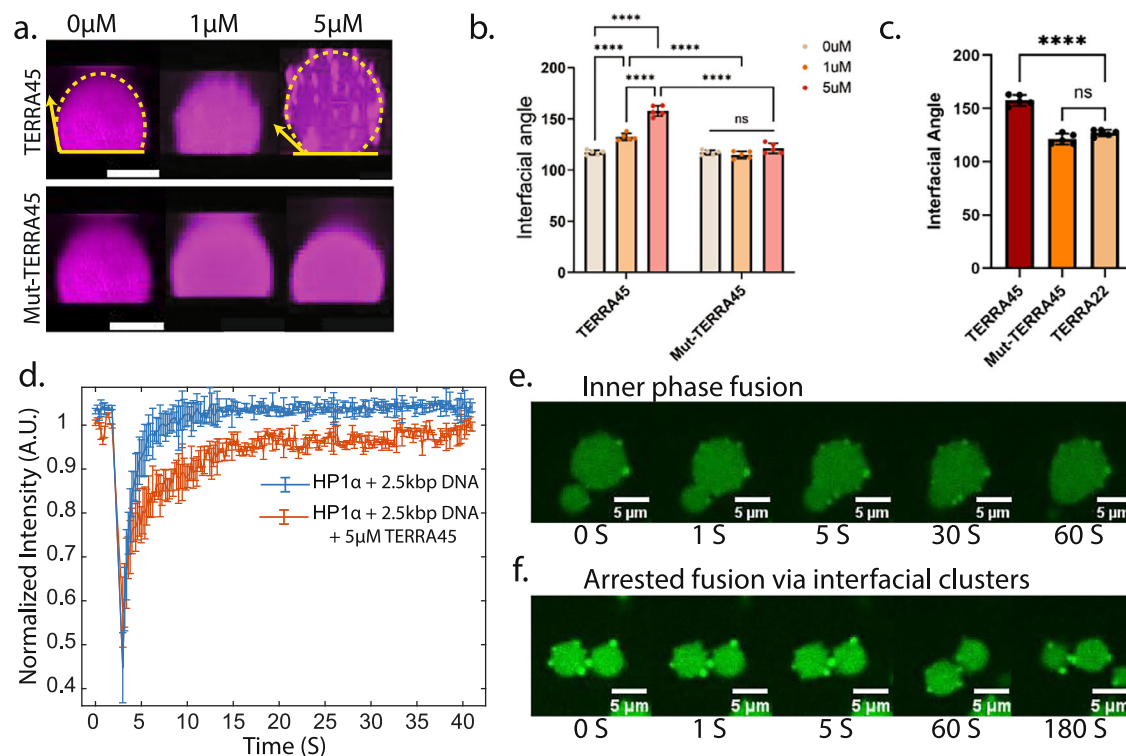 a.
0µM 1µM 5µM
TERRA45
Mut-TERRA45
b.
**** 
**** ****
**** ****
ns
0uM
1uM
5uM
Interfacial angle
200
150
100
50
0
TERRA45
Mut-TERRA45
c.
****
ns
Interfacial Angle
200
150
100
50
0
TERRA45
Mut-TERRA45
TERRA22
d.
Normalized Intensity (A.U.)
1
0.9
0.8
0.7
0.6
0.5
0.4
HP1α + 2.5kbp DNA
HP1α + 2.5kbp DNA
+ 5µM TERRA45
0 5 10 15 20 25 30 35 40
Time (S)
e.
Inner phase fusion
5 µm 5 µm 5 µm 5 µm 5 µm
0 S 1 S 5 S 30 S 60 S
f.
Arrested fusion via interfacial clusters
5 µm 5 µm 5 µm 5 µm 5 µm
0 S 1 S 5 S 60 S 180 S